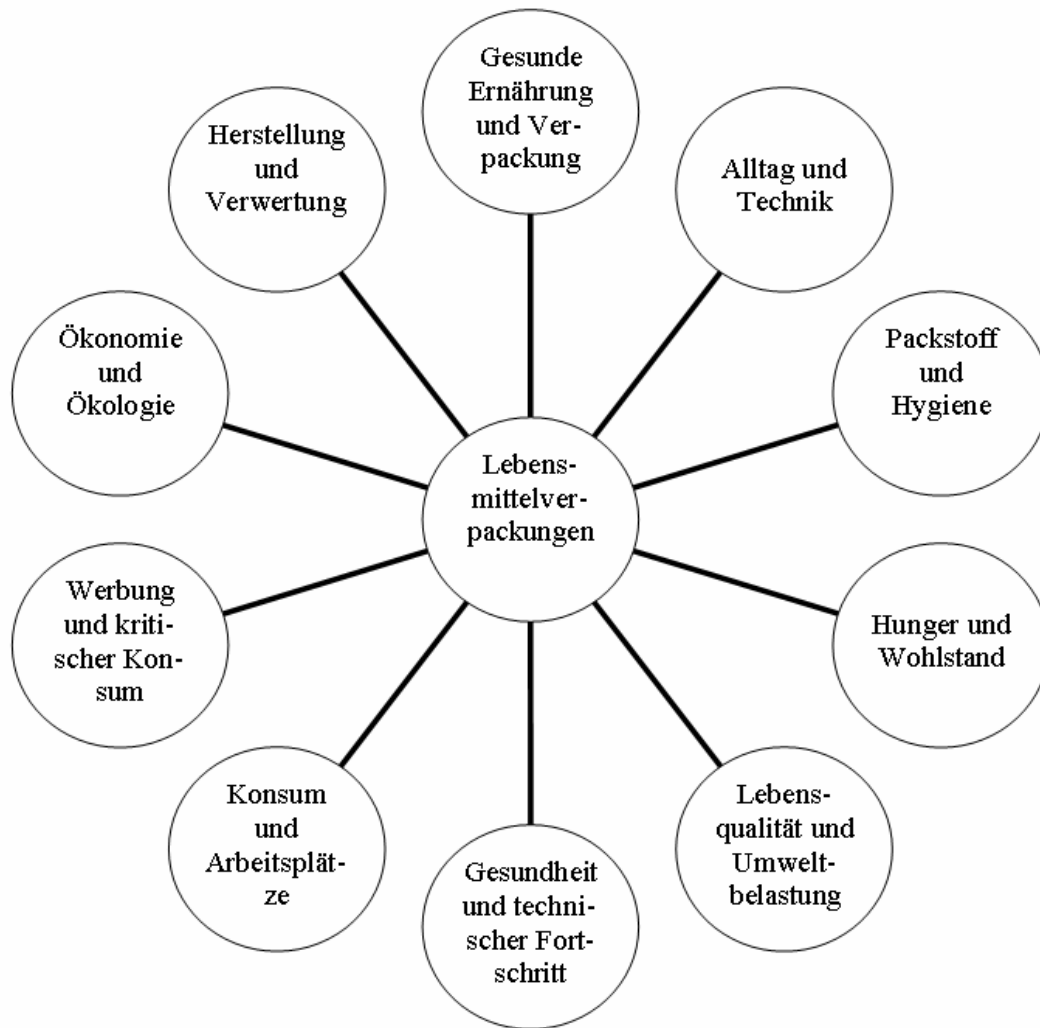 Gesunde
Ernährung
und Ver-
packung
Alltag und
Technik
Packstoff
und
Hygiene
Hunger und
Wohlstand
Lebens-
qualität und
Umwelt-
belastung
Gesundheit
und techni-
scher Fort-
schritt
Konsum
und
Arbeitsplät-
ze
Werbung
und kriti-
scher Kon-
sum
Ökonomie
und
Ökologie
Herstellung
und
Verwertung
Lebens-
mittelver-
packungen